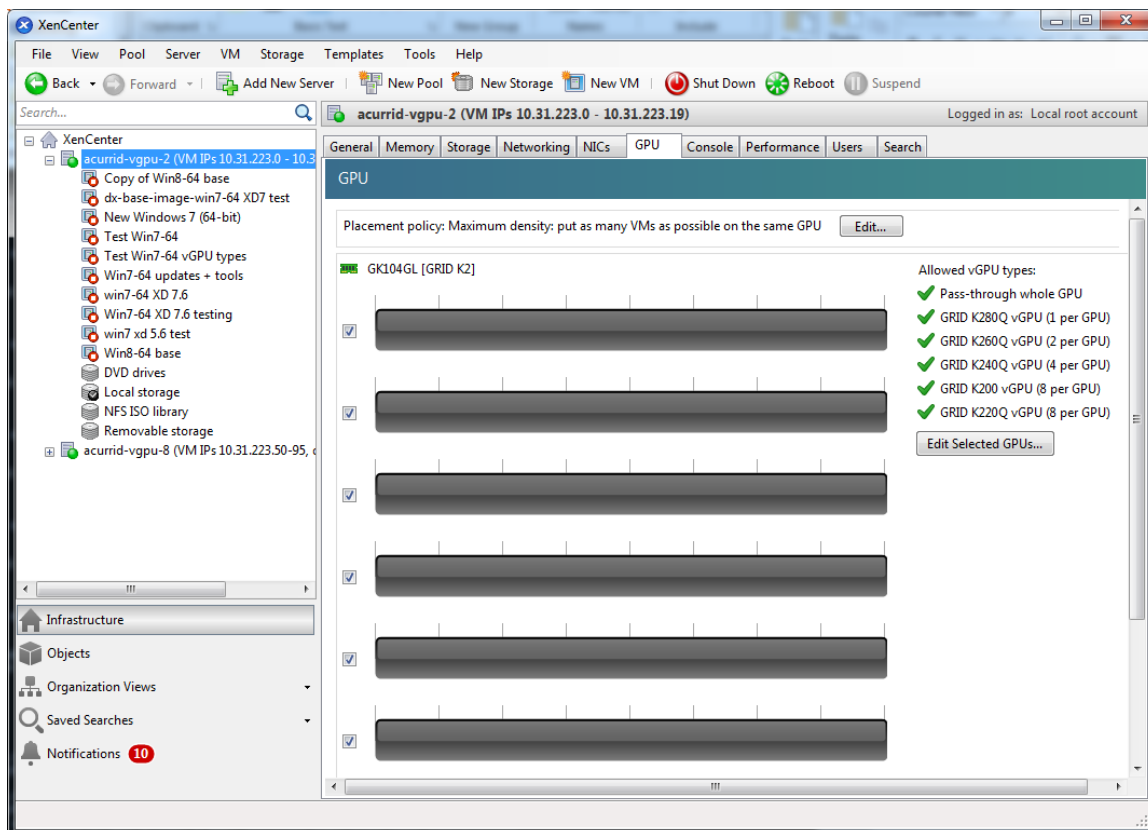 XenCenter
File View Pool Server VM Storage Templates Tools Help
Back Forward Add New Server New Pool New Storage New VM Shut Down Reboot Suspend
Search...
XenCenter
acurrid-vgpu-2 (VM IPs 10.31.223.0 - 10.3
Copy of Win8-64 base
dx-base-image-win7-64 XD7 test
New Windows 7 (64-bit)
Test Win7-64
Test Win7-64 vGPU types
Win7-64 updates + tools
win7-64 XD 7.6
Win7-64 XD 7.6 testing
win7 xd 5.6 test
Win8-64 base
DVD drives
Local storage
NFS ISO library
Removable storage
acurrid-vgpu-8 (VM IPs 10.31.223.50-95,
Infrastructure
Objects
Organization Views
Saved Searches
Notifications 10
acurrid-vgpu-2 (VM IPs 10.31.223.0 - 10.31.223.19) Logged in as: Local root account
General Memory Storage Networking NICs GPU Console Performance Users Search
GPU
Placement policy: Maximum density: put as many VMs as possible on the same GPU Edit...
GK104GL [GRID K2]
Allowed vGPU types:
Pass-through whole GPU
GRID K280Q vGPU (1 per GPU)
GRID K260Q vGPU (2 per GPU)
GRID K240Q vGPU (4 per GPU)
GRID K200 vGPU (8 per GPU)
GRID K220Q vGPU (8 per GPU)
Edit Selected GPUs...